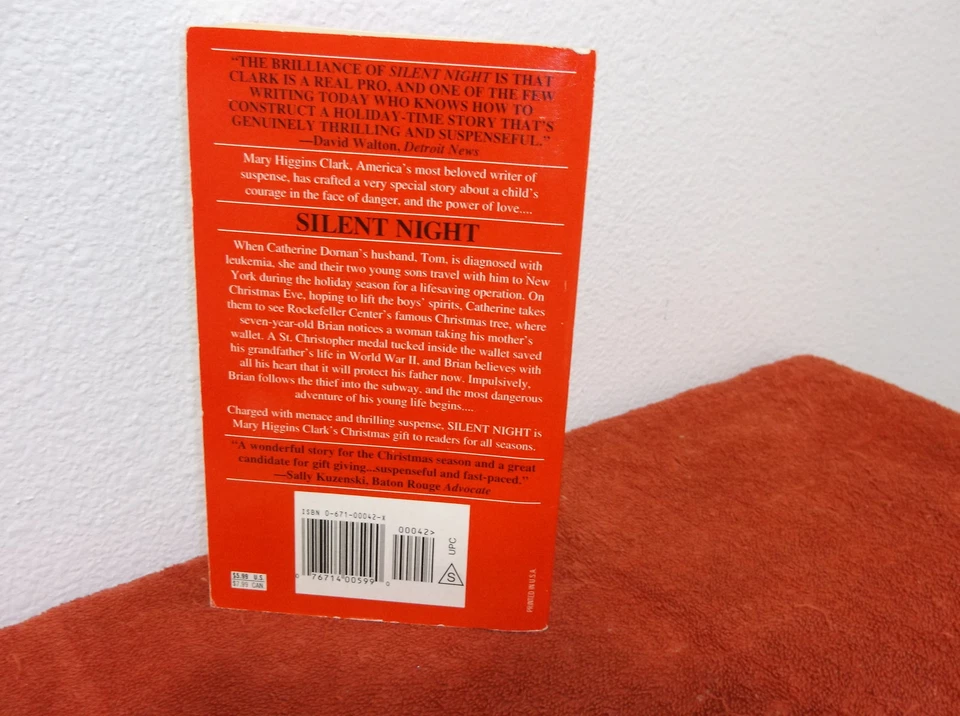 “THE BRILLIANCE OF SILENT NIGHT IS THAT
CLARK IS A REAL PRO, AND ONE OF THE FEW
WRITING TODAY WHO KNOWS HOW TO
CONSTRUCT A HOLIDAY-TIME STORY THAT’S
GENUINELY THRILLING AND SUSPENSEFUL.”
—David Walton, Detroit News
Mary Higgins Clark, America’s most beloved writer of
suspense, has crafted a very special story about a child’s
courage in the face of danger, and the power of love....
SILENT NIGHT
When Catherine Dornan’s husband, Tom, is diagnosed with
leukemia, she and their two young sons travel with him to New
York during the holiday season for a lifesaving operation. On
Christmas Eve, hoping to lift the boys’ spirits, Catherine takes
them to see Rockefeller Center’s famous Christmas tree, where
seven-year-old Brian notices a woman taking his mother’s
wallet. A St. Christopher medal tucked inside the wallet saved
his grandfather’s life in World War II, and Brian believes with
all his heart that it will protect his father now. Impulsively,
Brian follows the thief into the subway, and the most dangerous
adventure of his young life begins....
Charged with menace and thrilling suspense, SILENT NIGHT is
Mary Higgins Clark’s Christmas gift to readers for all seasons.
“A wonderful story for the Christmas season and a great
candidate for gift giving...suspenseful and fast-paced.”
—Sally Kuzenski, Baton Rouge Advocate
ISBN 0-671-00042-X
00042>
0 76714 00599 0
UPC
S
$5.99 U.S.
$7.99 CAN
PRINTED IN U.S.A.